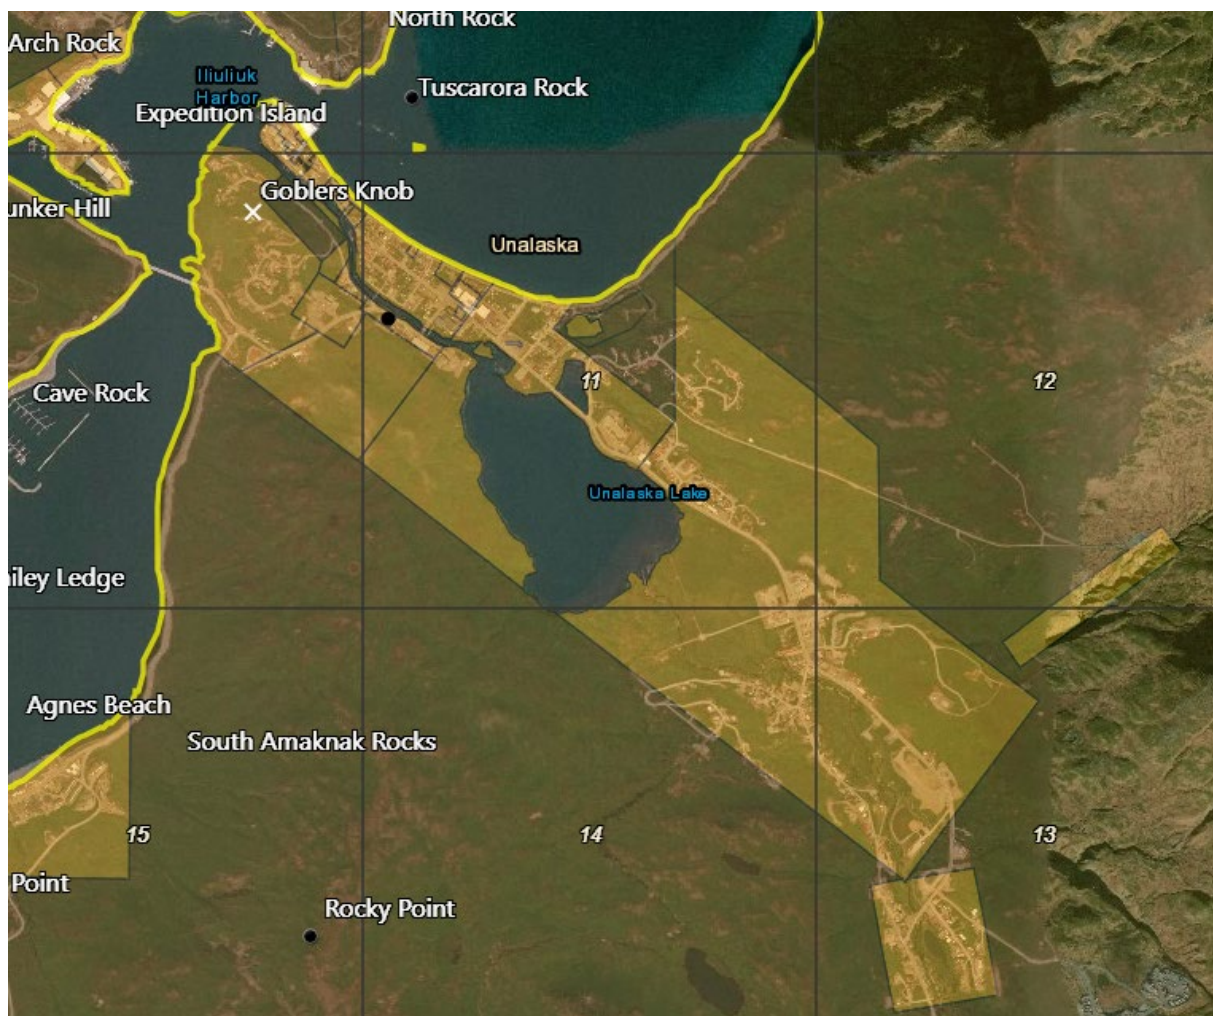 North Rock
Arch Rock
Iliuliuk
Harbor
Tuscarora Rock
Expedition Island
Goblers Knob
unker Hill
Unalaska
11
12
Cave Rock
Unalaska Lake
iley Ledge
Agnes Beach
South Amaknak Rocks
15
14
13
Point
Rocky Point